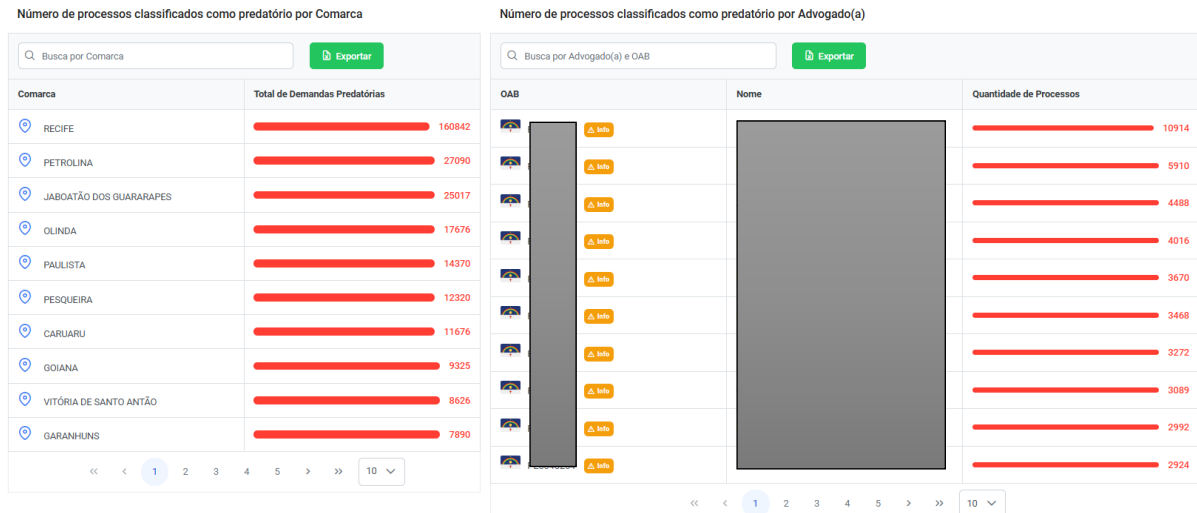 Número de processos classificados como predatório por Comarca
Busca por Comarca
Exportar
Comarca Total de Demandas Predatórias
RECIFE 160842
PETROLINA 27090
JABOATÃO DOS GUARARAPES 25017
OLINDA 17676
PAULISTA 14370
PESQUEIRA 12320
CARUARU 11676
GOIANA 9325
VITÓRIA DE SANTO ANTÃO 8626
GARANHUNS 7890
<< < 1 2 3 4 5 > >> 10
Número de processos classificados como predatório por Advogado(a)
Busca por Advogado(a) e OAB
Exportar
OAB Nome Quantidade de Processos
Info 10914
Info 5910
Info 4488
Info 4016
Info 3670
Info 3468
Info 3272
Info 3089
Info 2992
Info 2924
<< < 1 2 3 4 5 > >> 10